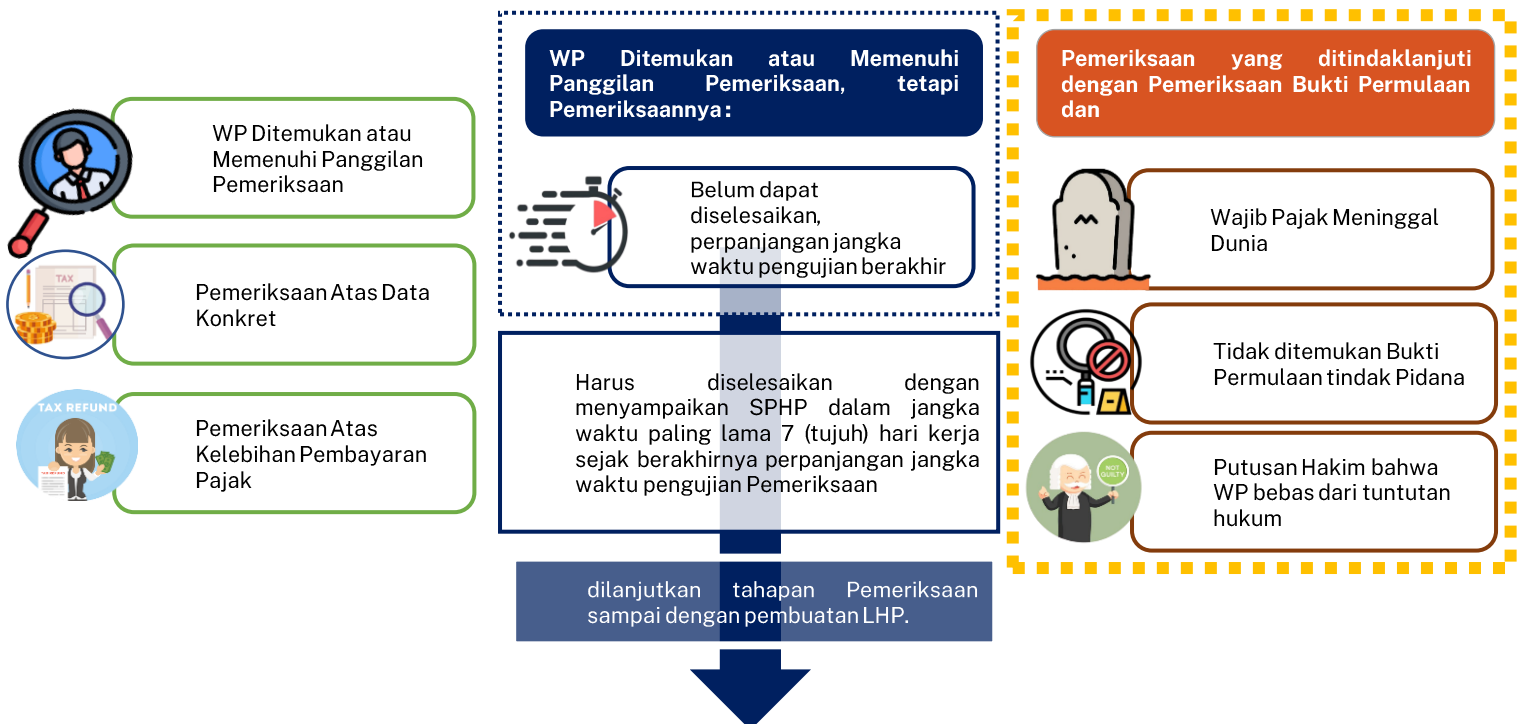 WP Ditemukan atau
Memenuhi Panggilan
Pemeriksaan
TAX
Pemeriksaan Atas Data
Konkret
TAX REFUND
Pemeriksaan Atas
Kelebihan Pembayaran
Pajak
WP Ditemukan atau Memenuhi
Panggilan Pemeriksaan, tetapi
Pemeriksaannya :
Belum dapat
diselesaikan,
perpanjangan jangka
waktu pengujian berakhir
Harus diselesaikan dengan
menyampaikan SPHP dalam jangka
waktu paling lama 7 (tujuh) hari kerja
sejak berakhirnya perpanjangan jangka
waktu pengujian Pemeriksaan
dilanjutkan tahapan Pemeriksaan
sampai dengan pembuatan LHP.
Pemeriksaan yang ditindaklanjuti
dengan Pemeriksaan Bukti Permulaan
dan
Wajib Pajak Meninggal
Dunia
Tidak ditemukan Bukti
Permulaan tindak Pidana
NOT
GUILTY
Putusan Hakim bahwa
WP bebas dari tuntutan
hukum